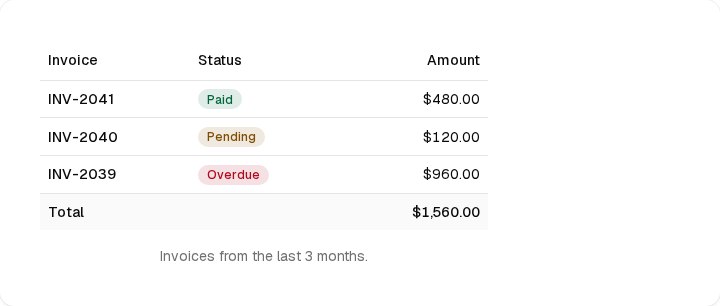 Invoice Status Amount
INV-2041 Paid $480.00
INV-2040 Pending $120.00
INV-2039 Overdue $960.00
Total $1,560.00
Invoices from the last 3 months.